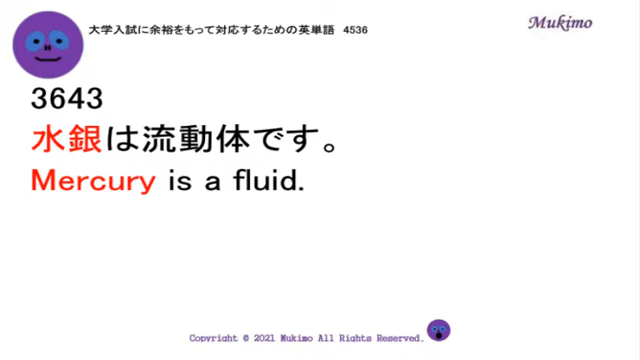 大学入試に余裕をもって対応するための英単語 4536
Mukimo
3643
水銀は流動体です。
Mercury is a fluid.
Copyright © 2021 Mukimo All Rights Reserved.